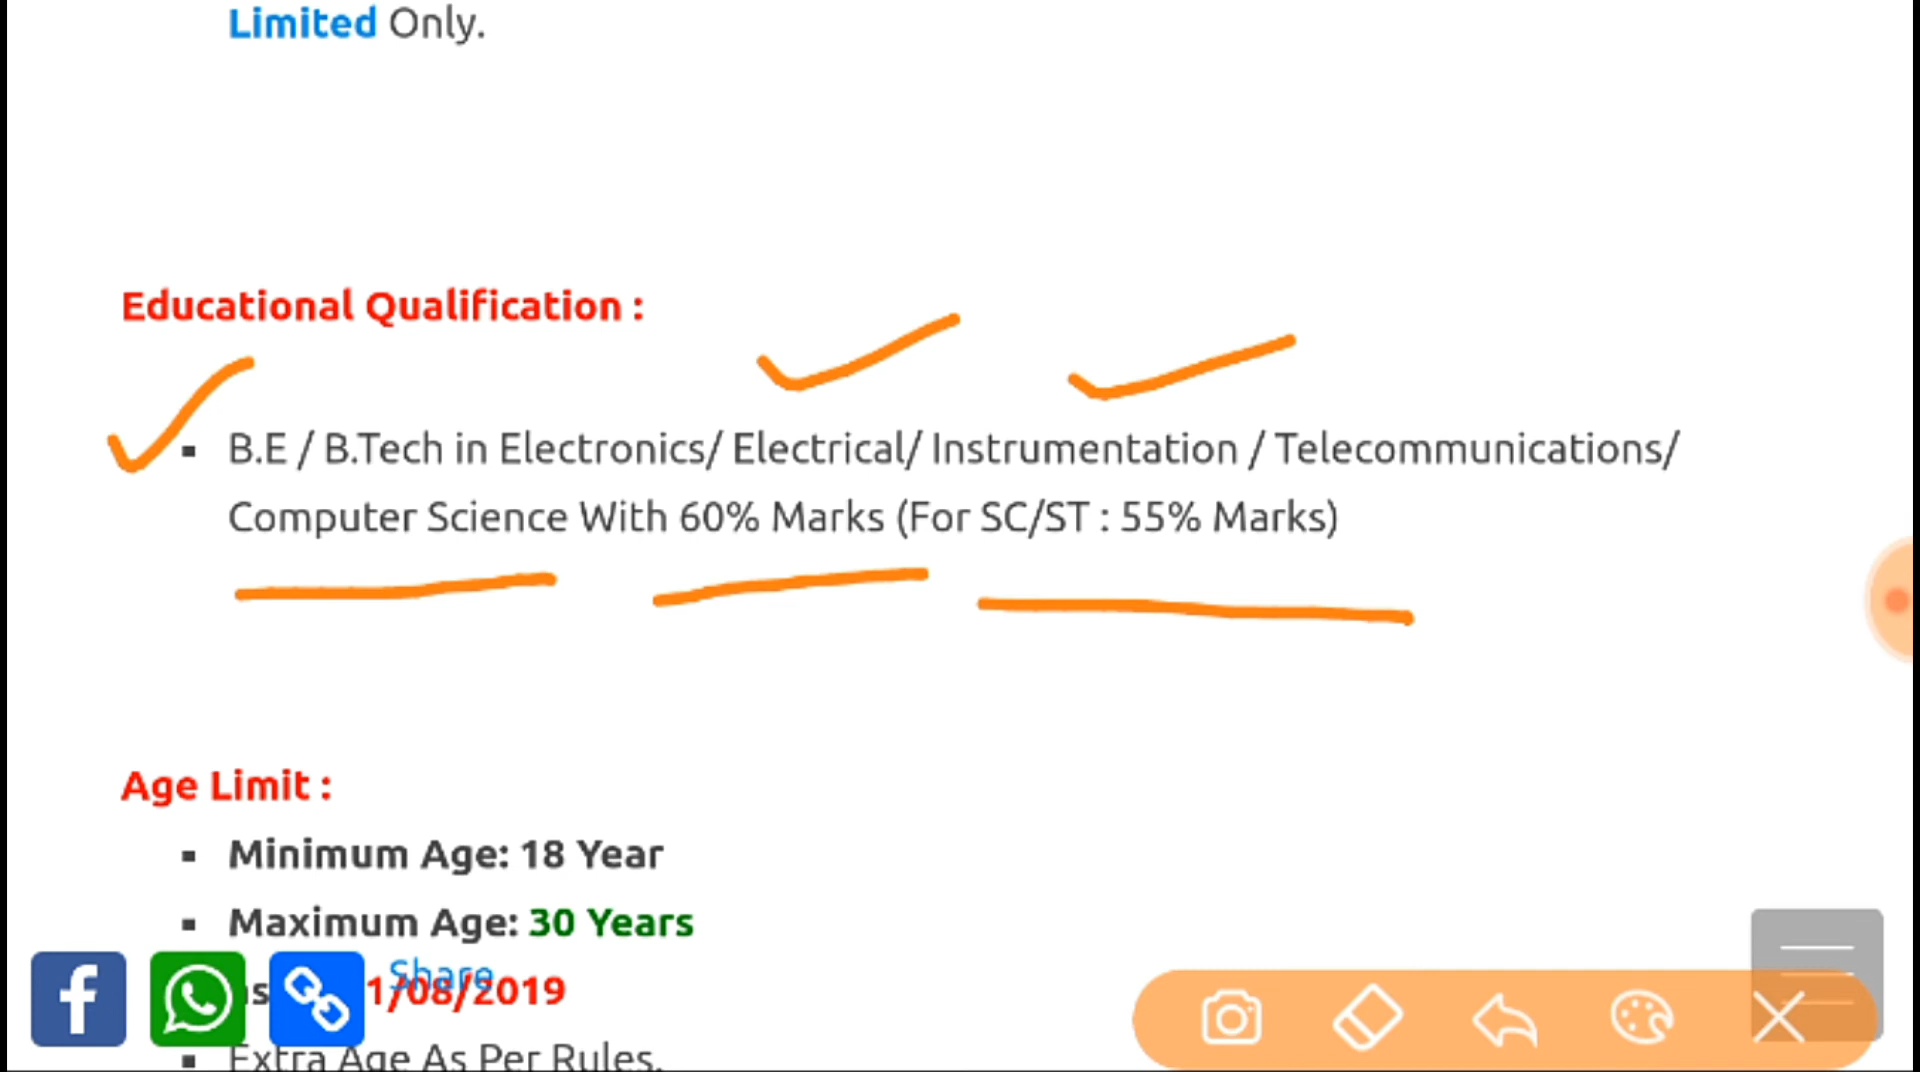 Limited Only.
Educational Qualification :
B.E / B.Tech in Electronics/ Electrical/ Instrumentation / Telecommunications/
Computer Science With 60% Marks (For SC/ST : 55% Marks)
Age Limit :
Minimum Age: 18 Year
Maximum Age: 30 Years
Share
1/08/2019
Extra Age As Per Rules.